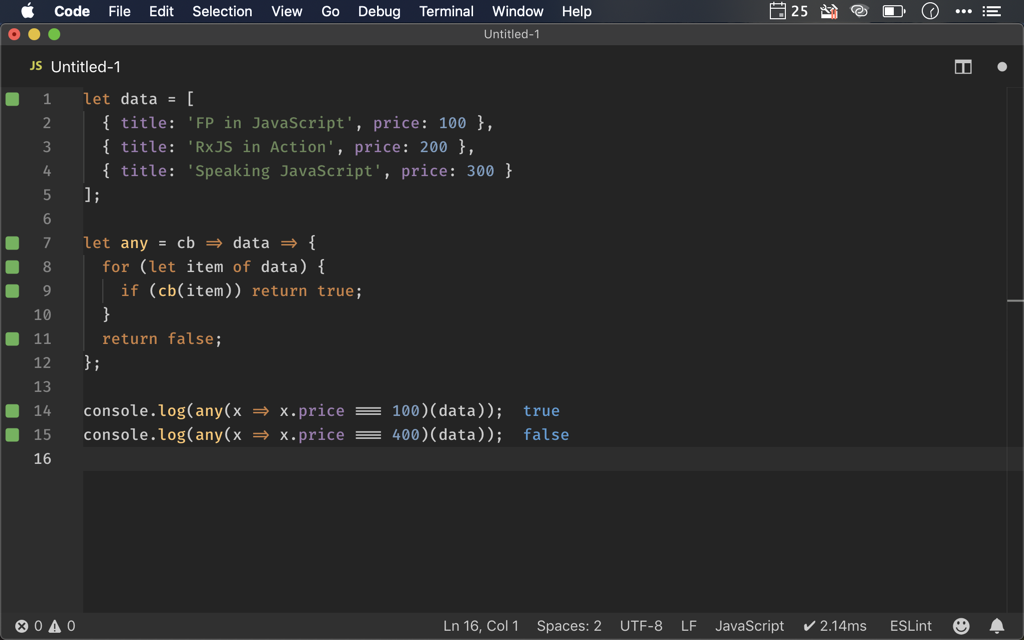 Code File Edit Selection View Go Debug Terminal Window Help 25
Untitled-1
JS Untitled-1
1 let data = [
2 { title: 'FP in JavaScript', price: 100 },
3 { title: 'RxJS in Action', price: 200 },
4 { title: 'Speaking JavaScript', price: 300 }
5 ];
6
7 let any = cb => data => {
8 for (let item of data) {
9 if (cb(item)) return true;
10 }
11 return false;
12 };
13
14 console.log(any(x => x.price === 100)(data)); true
15 console.log(any(x => x.price === 400)(data)); false
16
0 0 Ln 16, Col 1 Spaces: 2 UTF-8 LF JavaScript ✔ 2.14ms ESLint